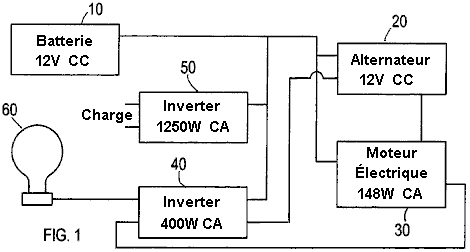 10
Batterie
12V CC
20
Alternateur
12V CC
50
Inverter
1250W CA
Charge
60
40
Inverter
400W CA
Moteur
Électrique
148W CA
30
FIG. 1